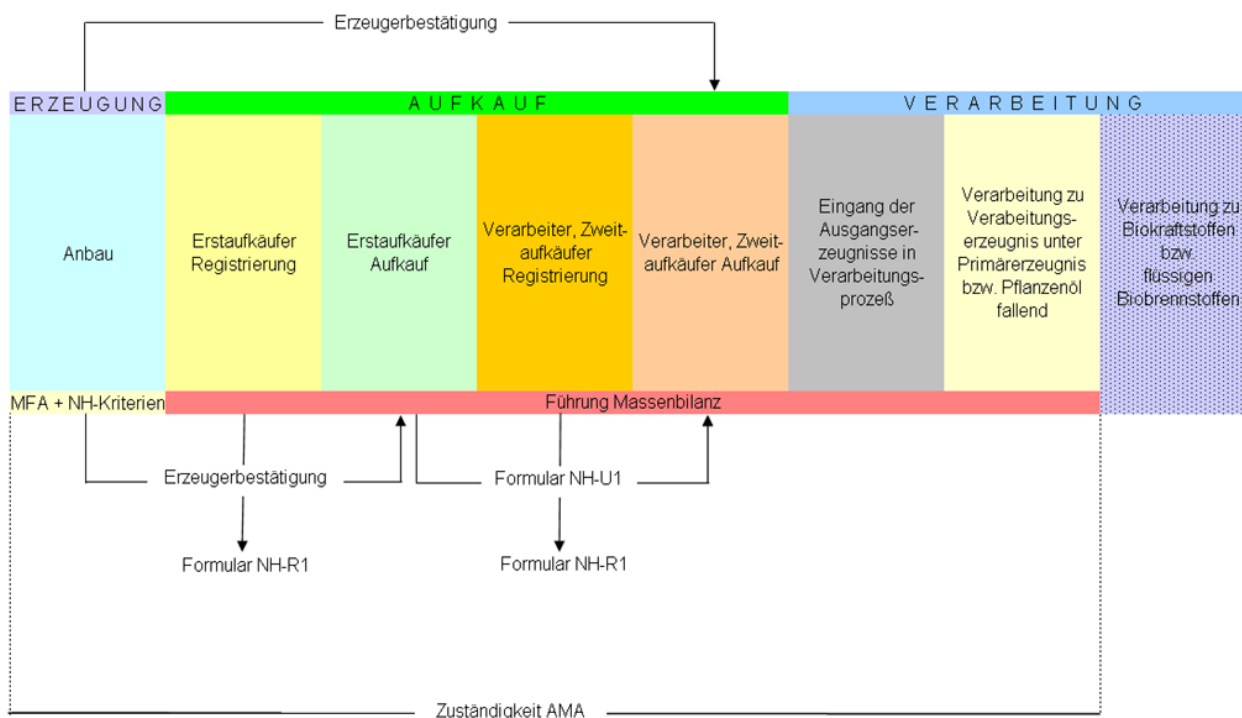 Erzeugerbestätigung
ERZEUGUNG
AUFKAUF
VERARBEITUNG
Anbau
Erstaufkäufer
Registrierung
Erstaufkäufer
Aufkauf
Verarbeiter, Zweit-
aufkäufer
Registrierung
Verarbeiter, Zweit-
aufkäufer Aufkauf
Eingang der
Ausgangser-
zeugnisse in
Verarbeitungs-
prozeß
Verarbeitung zu
Verabeitungs-
erzeugnis unter
Primärerzeugnis
bzw. Pflanzenöl
fallend
Verarbeitung zu
Biokraftstoffen
bzw.
flüssigen
Biobrennstoffen
MFA + NH-Kriterien
Führung Massenbilanz
Erzeugerbestätigung
Formular NH-U1
Formular NH-R1
Formular NH-R1
Zuständigkeit AMA